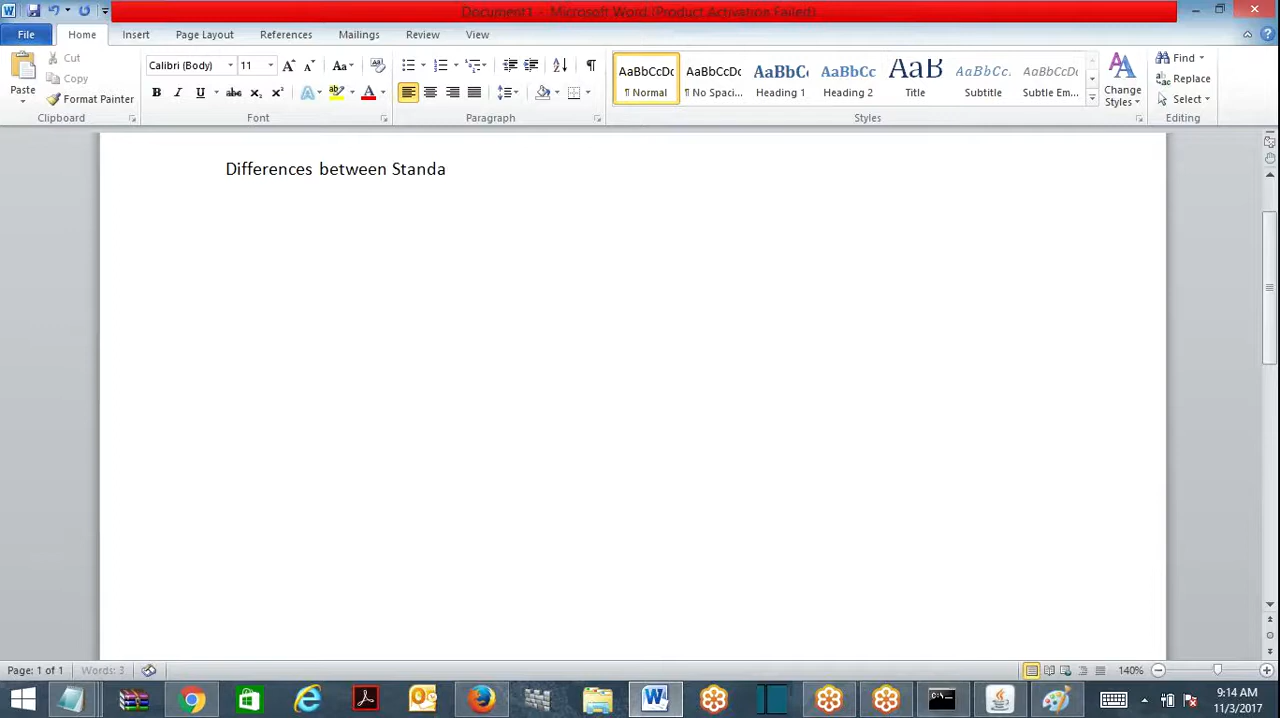 Document1 - Microsoft Word (Product Activation Failed)
File Home Insert Page Layout References Mailings Review View
Cut
Copy
Format Painter
Paste
Clipboard
Calibri (Body) 11
Font
Paragraph
AaBbCcDc AaBbCcDc AaBbCc AaBbCc AaB AaBbCc. AaBbCcDc
¶ Normal ¶ No Spaci... Heading 1 Heading 2 Title Subtitle Subtle Em...
Styles
Change Styles
Find
Replace
Select
Editing
Differences between Standa
Page: 1 of 1 Words: 3 140%
9:14 AM
11/3/2017